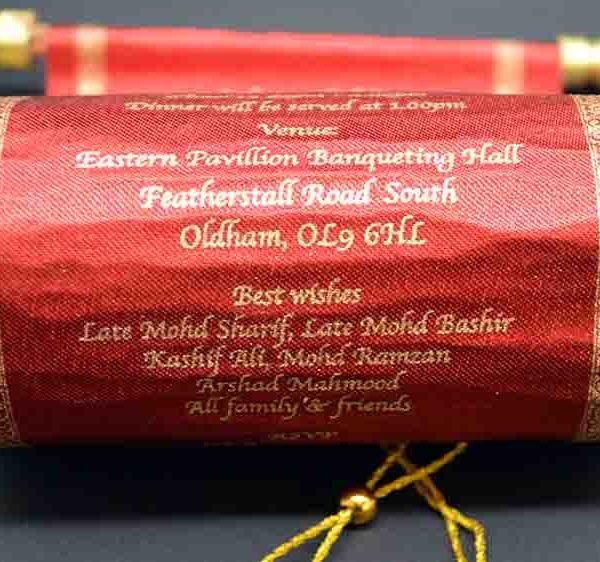 Dinner will be served at 1.00pm
Venue:
Eastern Pavillion Banqueting Hall
Featherstall Road South
Oldham, OL9 6HL
Best wishes
Late Mohd Sharif, Late Mohd Bashir
Kashif Ali, Mohd Ramzan
Arshad Mahmood
All family & friends
RSVP